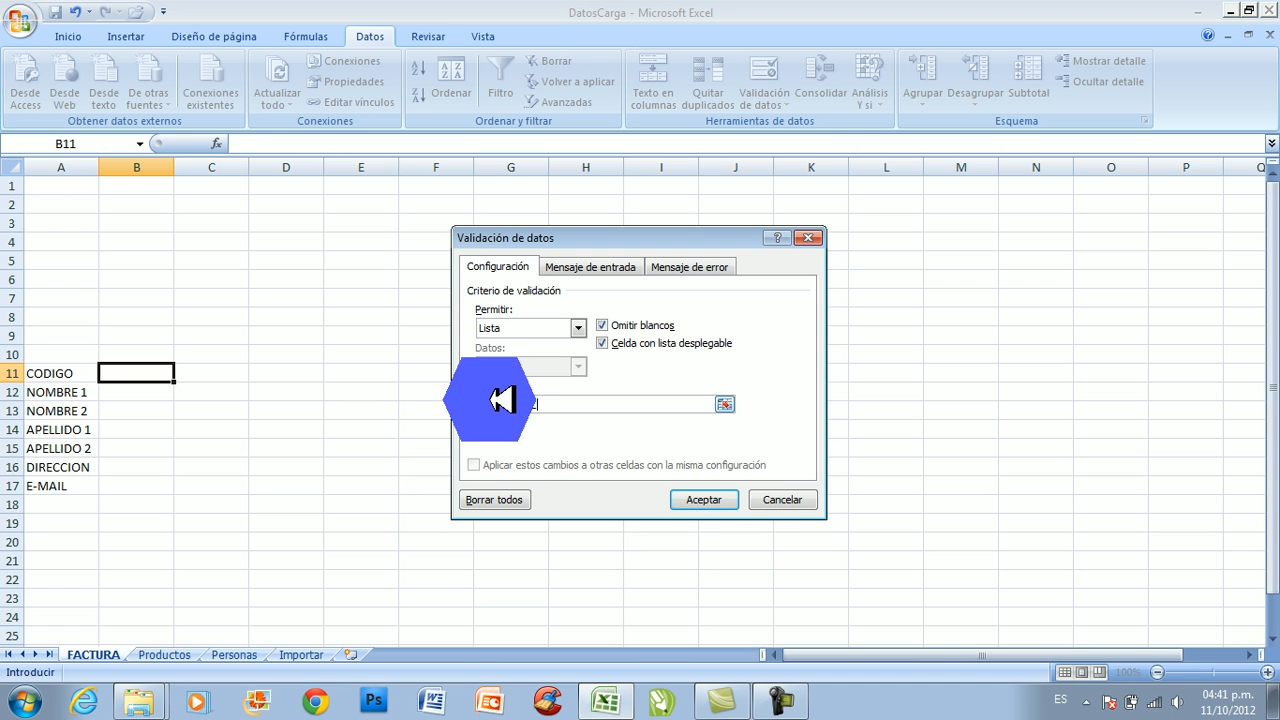 DatosCarga - Microsoft Excel
Inicio Insertar Diseño de página Fórmulas Datos Revisar Vista
Desde Access Desde Web Desde texto De otras fuentes Conexiones existentes
Obtener datos externos
Actualizar todo Conexiones Propiedades Editar vínculos
Conexiones
Ordenar Filtro Borrar Volver a aplicar Avanzadas
Ordenar y filtrar
Texto en columnas Quitar duplicados Validación de datos Consolidar Análisis Y si
Herramientas de datos
Agrupar Desagrupar Subtotal Mostrar detalle Ocultar detalle
Esquema
B11 fx
A B C D E F G H I J K L M N O P Q
1
2
3
4
5
6
7
8
9
10
11 CODIGO
12 NOMBRE 1
13 NOMBRE 2
14 APELLIDO 1
15 APELLIDO 2
16 DIRECCION
17 E-MAIL
18
19
20
21
22
23
24
25
Validación de datos
Configuración Mensaje de entrada Mensaje de error
Criterio de validación
Permitir:
Lista
Omitir blancos
Datos:
Celda con lista desplegable
Aplicar estos cambios a otras celdas con la misma configuración
Borrar todos Aceptar Cancelar
FACTURA Productos Personas Importar
Introducir 100%
Ps ES 04:41 p.m.
11/10/2012